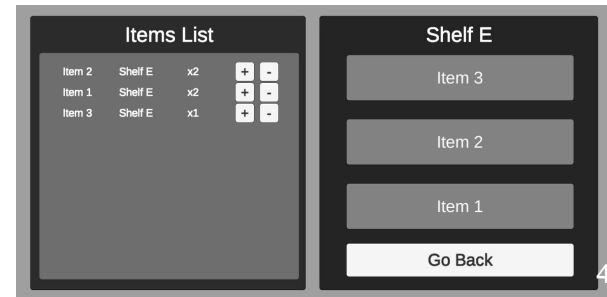 Items List
Item 2 Shelf E x2 + -
Item 1 Shelf E x2 + -
Item 3 Shelf E x1 + -
Shelf E
Item 3
Item 2
Item 1
Go Back
4